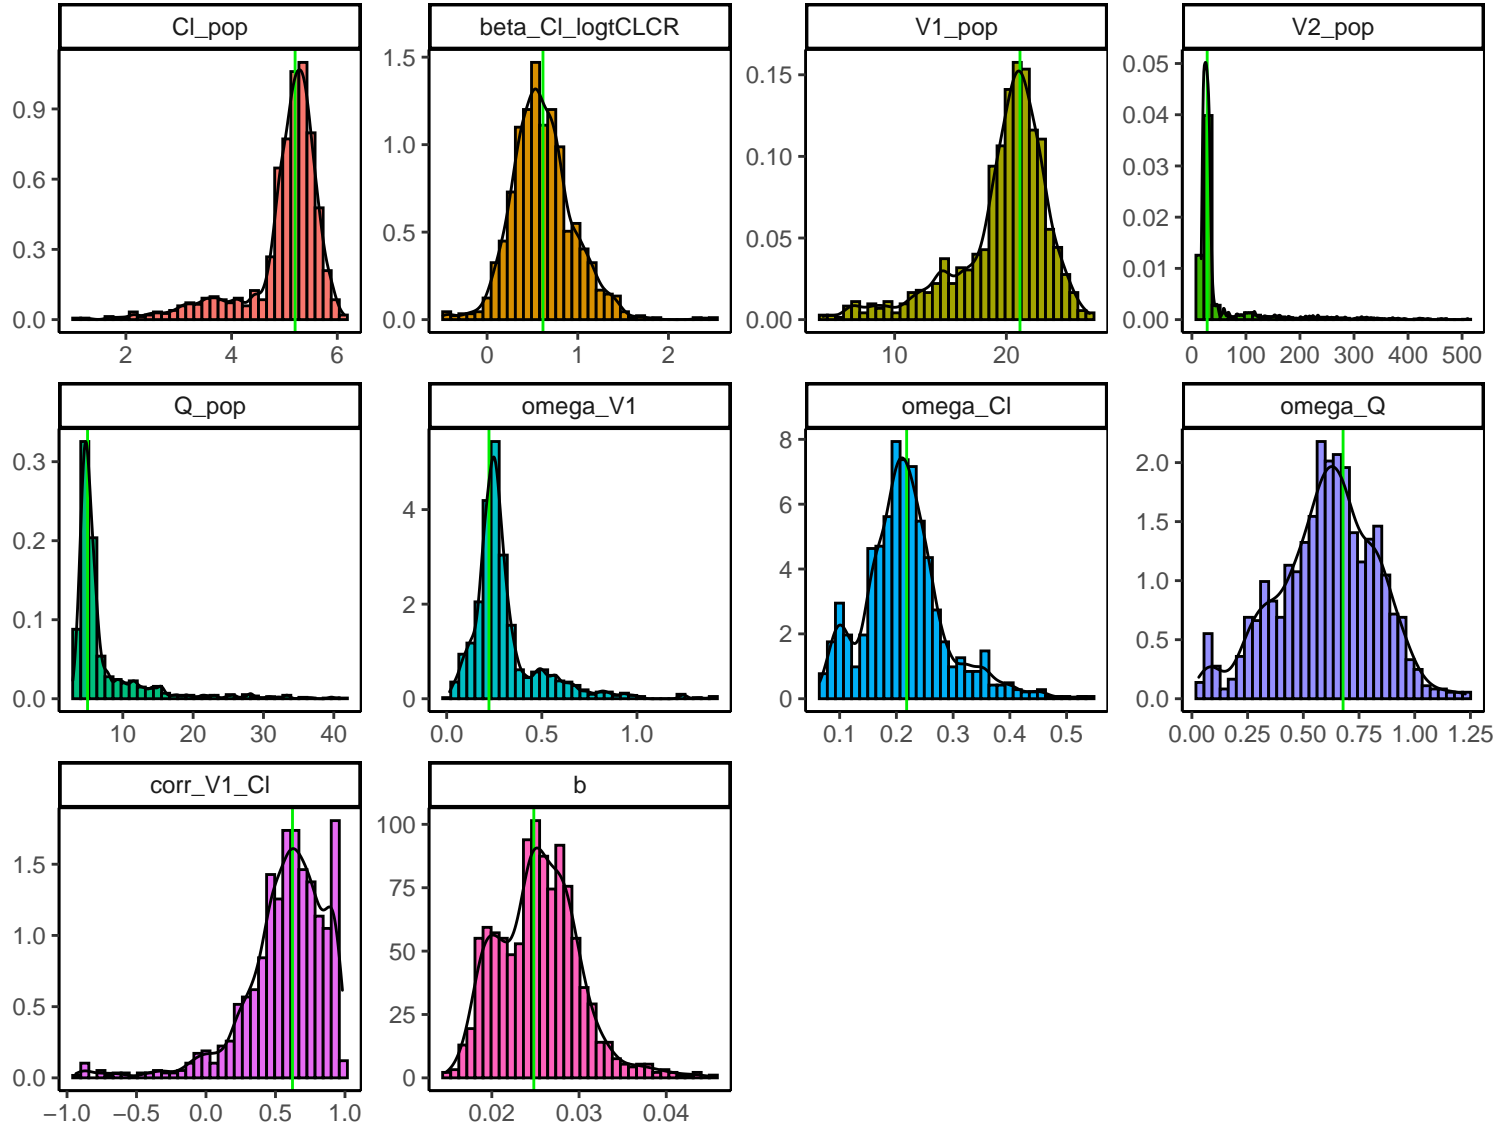 Cl_pop
beta_Cl_logtCLCR
V1_pop
V2_pop
0.0
0.3
0.6
0.9
2 4 6
0.0
0.5
1.0
1.5
0 1 2
0.00
0.05
0.10
0.15
10 20
0.00
0.01
0.02
0.03
0.04
0.05
0 100 200 300 400 500
Q_pop
omega_V1
omega_Cl
omega_Q
0.0
0.1
0.2
0.3
10 20 30 40
0
2
4
0.0 0.5 1.0
0
2
4
6
8
0.1 0.2 0.3 0.4 0.5
0.0
0.5
1.0
1.5
2.0
0.00 0.25 0.50 0.75 1.00 1.25
corr_V1_Cl
b
0.0
0.5
1.0
1.5
−1.0 −0.5 0.0 0.5 1.0
0
25
50
75
100
0.02 0.03 0.04